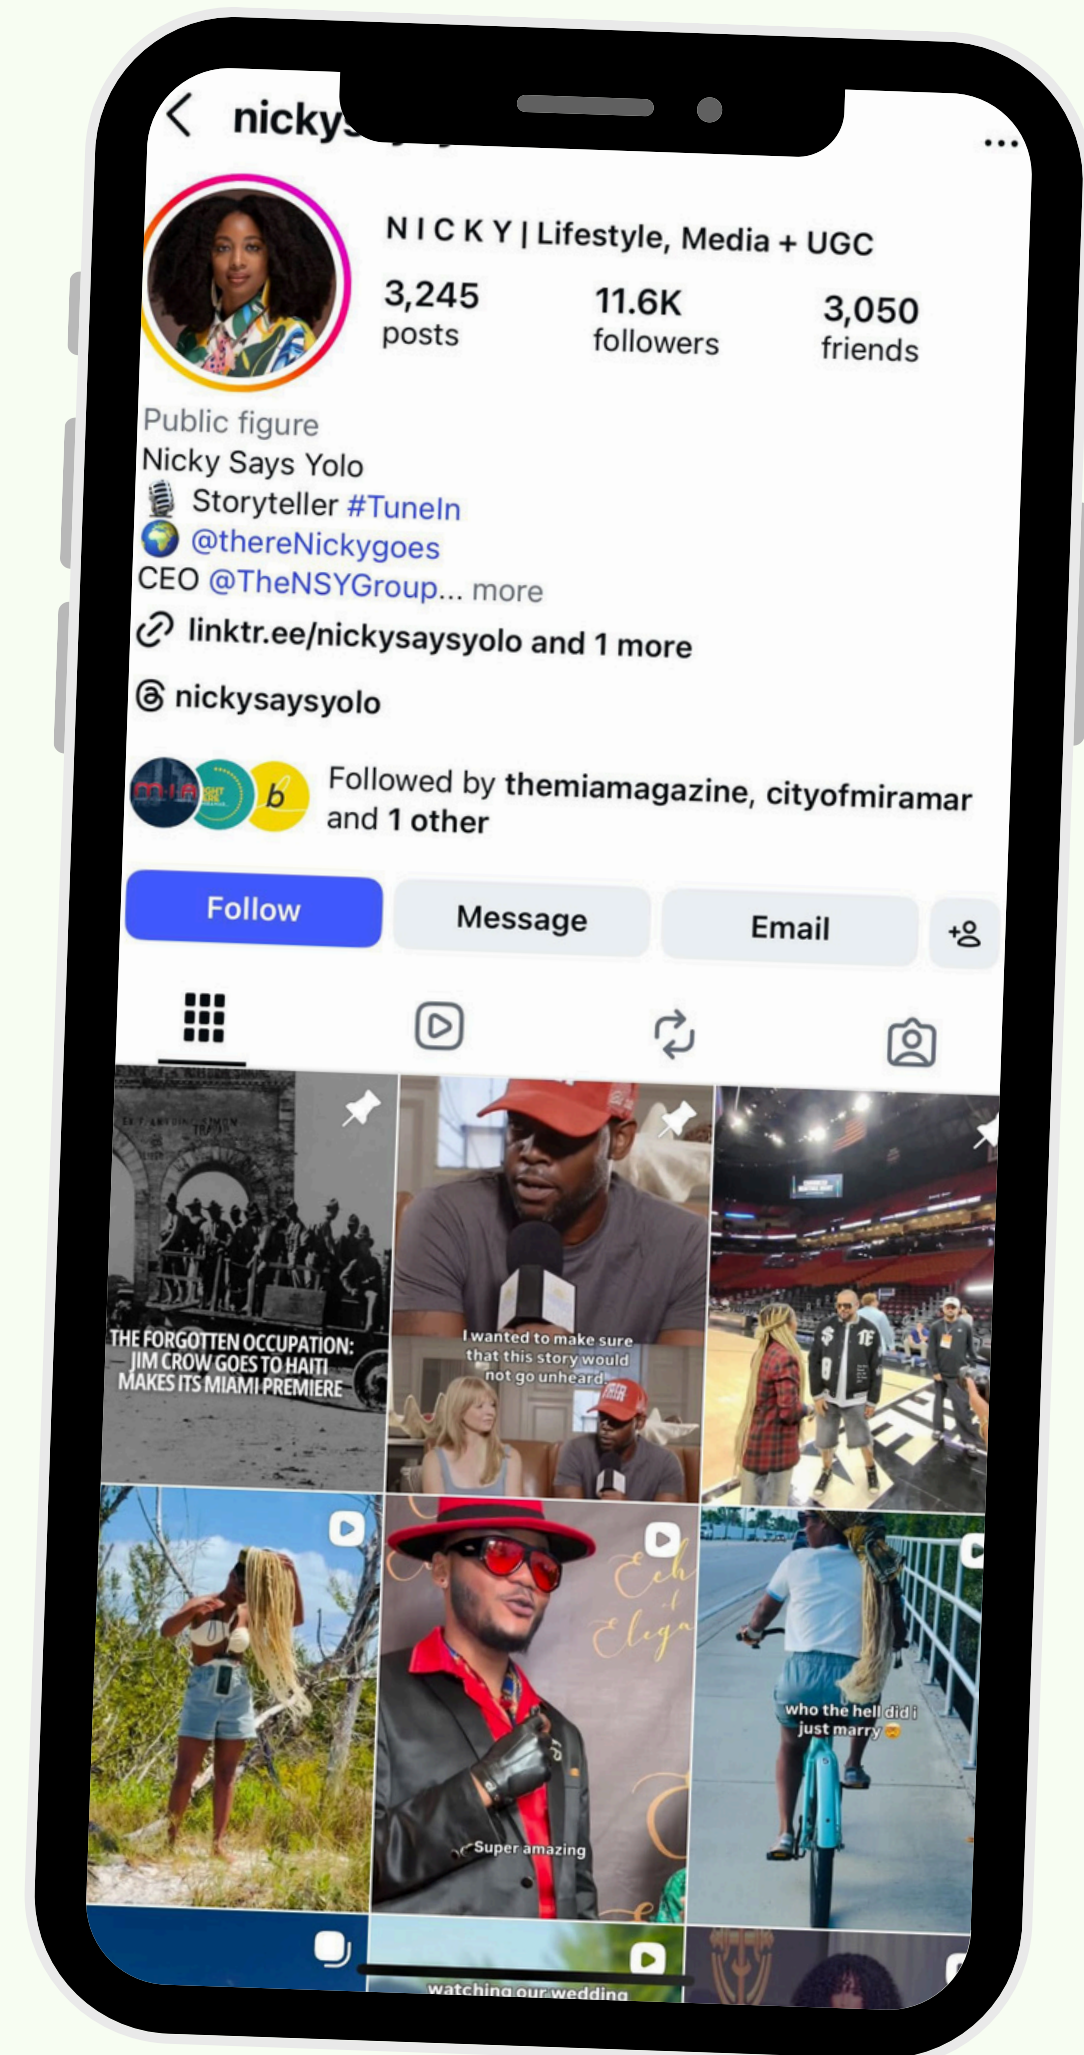 N I C K Y | Lifestyle, Media + UGC
3,245
posts
11.6K
followers
3,050
friends
Public figure
Nicky Says Yolo
Storyteller #TuneIn
@thereNickygoes
CEO @TheNSYGroup... more
linktr.ee/nickysaysyolo and 1 more
nickysaysyolo
M·I·A
b
Followed by themiamagazine, cityofmiramar
and 1 other
Follow
Message
Email
THE FORGOTTEN OCCUPATION:
JIM CROW GOES TO HAITI
MAKES ITS MIAMI PREMIERE
I wanted to make sure
that this story would
not go unheard.
Super amazing
who the hell did i
just marry 🤯
watching our wedding